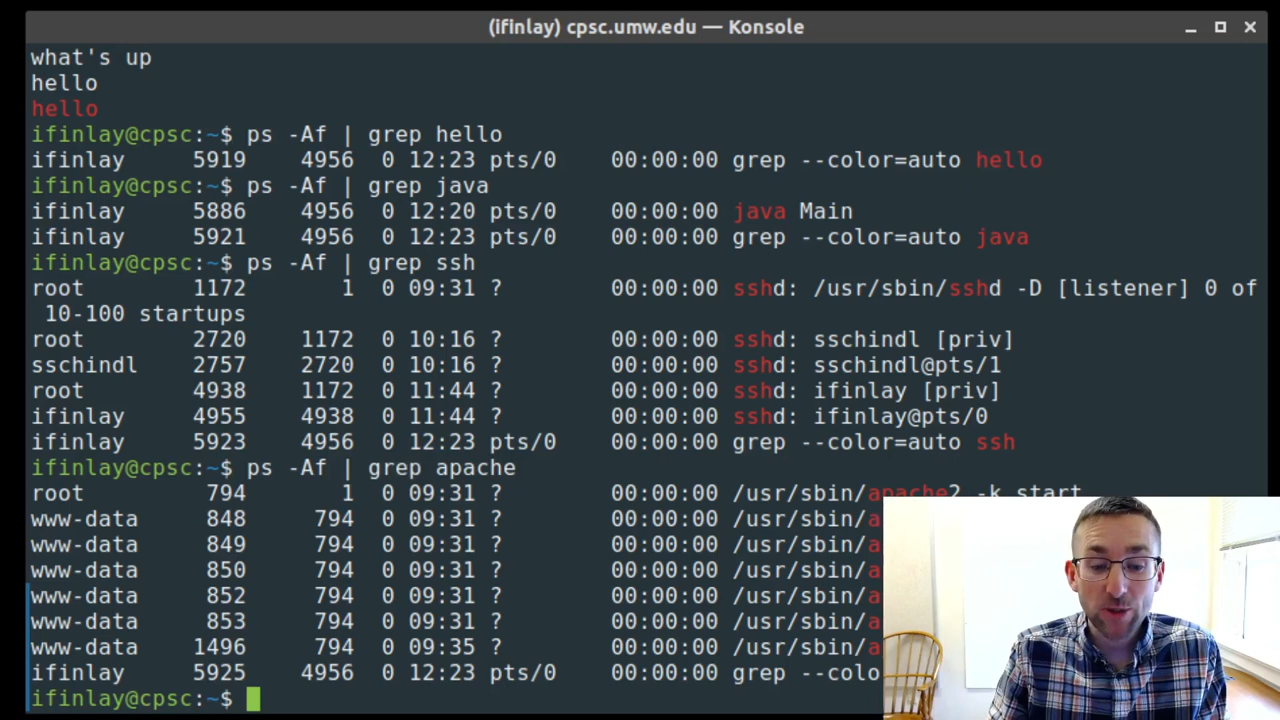 (ifinlay) cpsc.umw.edu — Konsole
what's up
hello
hello
ifinlay@cpsc:~$ ps -Af | grep hello
ifinlay 5919 4956 0 12:23 pts/0 00:00:00 grep --color=auto hello
ifinlay@cpsc:~$ ps -Af | grep java
ifinlay 5886 4956 0 12:20 pts/0 00:00:00 java Main
ifinlay 5921 4956 0 12:23 pts/0 00:00:00 grep --color=auto java
ifinlay@cpsc:~$ ps -Af | grep ssh
root 1172 1 0 09:31 ? 00:00:00 sshd: /usr/sbin/sshd -D [listener] 0 of
10-100 startups
root 2720 1172 0 10:16 ? 00:00:00 sshd: sschindl [priv]
sschindl 2757 2720 0 10:16 ? 00:00:00 sshd: sschindl@pts/1
root 4938 1172 0 11:44 ? 00:00:00 sshd: ifinlay [priv]
ifinlay 4955 4938 0 11:44 ? 00:00:00 sshd: ifinlay@pts/0
ifinlay 5923 4956 0 12:23 pts/0 00:00:00 grep --color=auto ssh
ifinlay@cpsc:~$ ps -Af | grep apache
root 794 1 0 09:31 ? 00:00:00 /usr/sbin/apache2 -k start
www-data 848 794 0 09:31 ? 00:00:00 /usr/sbin/a
www-data 849 794 0 09:31 ? 00:00:00 /usr/sbin/a
www-data 850 794 0 09:31 ? 00:00:00 /usr/sbin/a
www-data 852 794 0 09:31 ? 00:00:00 /usr/sbin/a
www-data 853 794 0 09:31 ? 00:00:00 /usr/sbin/a
www-data 1496 794 0 09:35 ? 00:00:00 /usr/sbin/a
ifinlay 5925 4956 0 12:23 pts/0 00:00:00 grep --colo
ifinlay@cpsc:~$